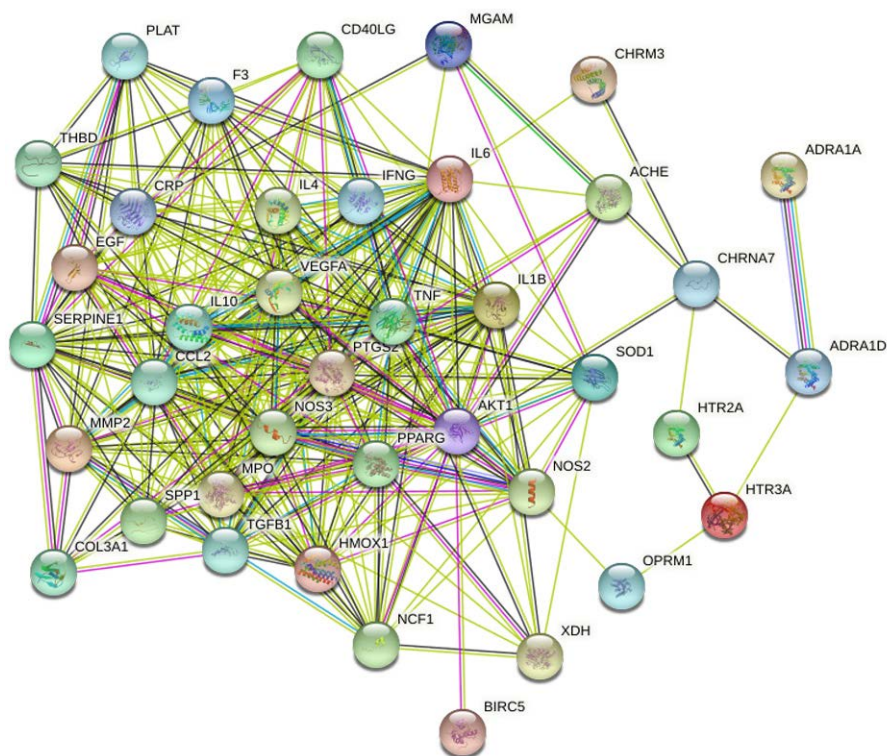 PLAT
CD40LG
MGAM
CHRM3
F3
THBD
IL6
ADRA1A
CRP
IL4
IFNG
ACHE
EGF
VEGFA
CHRNA7
IL10
TNF
IL1B
SERPINE1
CCL2
PTGS2
SOD1
ADRA1D
MMP2
NOS3
AKT1
HTR2A
MPO
PPARG
NOS2
SPP1
HTR3A
TGFB1
COL3A1
HMOX1
OPRM1
NCF1
XDH
BIRC5